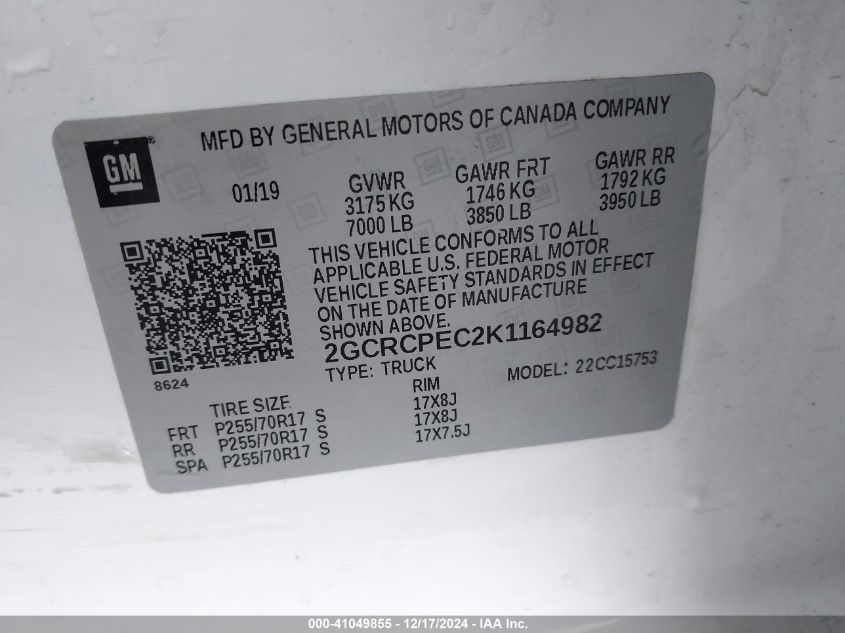 MFD BY GENERAL MOTORS OF CANADA COMPANY
GM®
01/19
GVWR
3175 KG
7000 LB
GAWR FRT
1746 KG
3850 LB
GAWR RR
1792 KG
3950 LB
THIS VEHICLE CONFORMS TO ALL
APPLICABLE U.S. FEDERAL MOTOR
VEHICLE SAFETY STANDARDS IN EFFECT
ON THE DATE OF MANUFACTURE
SHOWN ABOVE.
2GCRCPEC2K1164982
TYPE: TRUCK
MODEL: 22CC15753
8624
TIRE SIZE RIM
FRT P255/70R17 S 17X8J
RR P255/70R17 S 17X8J
SPA P255/70R17 S 17X7.5J
000-41049855 - 12/17/2024 - IAA Inc.